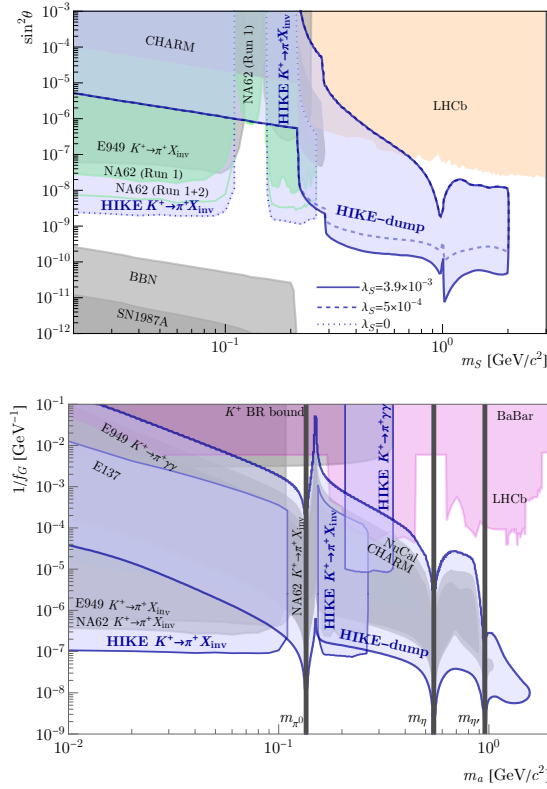 10⁻³
10⁻⁴
10⁻⁵
10⁻⁶
10⁻⁷
10⁻⁸
10⁻⁹
10⁻¹⁰
10⁻¹¹
10⁻¹²
sin²θ
CHARM
NA62 (Run 1)
HIKE K⁺→π⁺X_inv
LHCb
E949 K⁺→π⁺X_inv
NA62 (Run 1)
NA62 (Run 1+2)
HIKE K⁺→π⁺X_inv
HIKE-dump
BBN
SN1987A
λ_S=3.9×10⁻³
λ_S=5×10⁻⁴
λ_S=0
10⁻¹ 10⁰
m_S [GeV/c²]
10⁻¹
10⁻²
10⁻³
10⁻⁴
10⁻⁵
10⁻⁶
10⁻⁷
10⁻⁸
10⁻⁹
1/f_G [GeV⁻¹]
K⁺ BR bound
BaBar
E949 K⁺→π⁺γγ
HIKE K⁺→π⁺γγ
E137
LHCb
NuCal
CHARM
NA62 K⁺→π⁺X_inv
HIKE K⁺→π⁺X_inv
E949 K⁺→π⁺X_inv
NA62 K⁺→π⁺X_inv
HIKE K⁺→π⁺X_inv
HIKE-dump
m_π⁰ m_η m_η′
10⁻² 10⁻¹ 10⁰
m_a [GeV/c²]